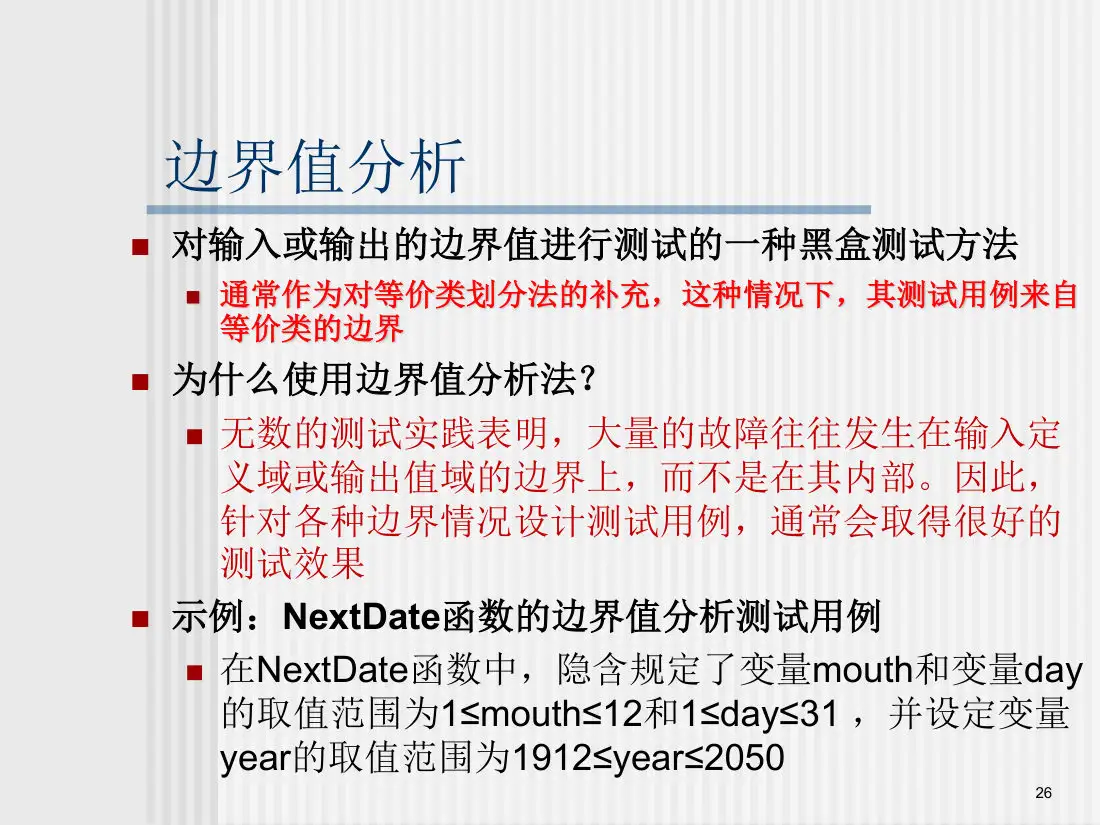 边界值分析
对输入或输出的边界值进行测试的一种黑盒测试方法
通常作为对等价类划分法的补充，这种情况下，其测试用例来自
等价类的边界
为什么使用边界值分析法？
无数的测试实践表明，大量的故障往往发生在输入定
义域或输出值域的边界上，而不是在其内部。因此，
针对各种边界情况设计测试用例，通常会取得很好的
测试效果
示例：NextDate函数的边界值分析测试用例
在NextDate函数中，隐含规定了变量mouth和变量day
的取值范围为1≤mouth≤12和1≤day≤31 ，并设定变量
year的取值范围为1912≤year≤2050
26